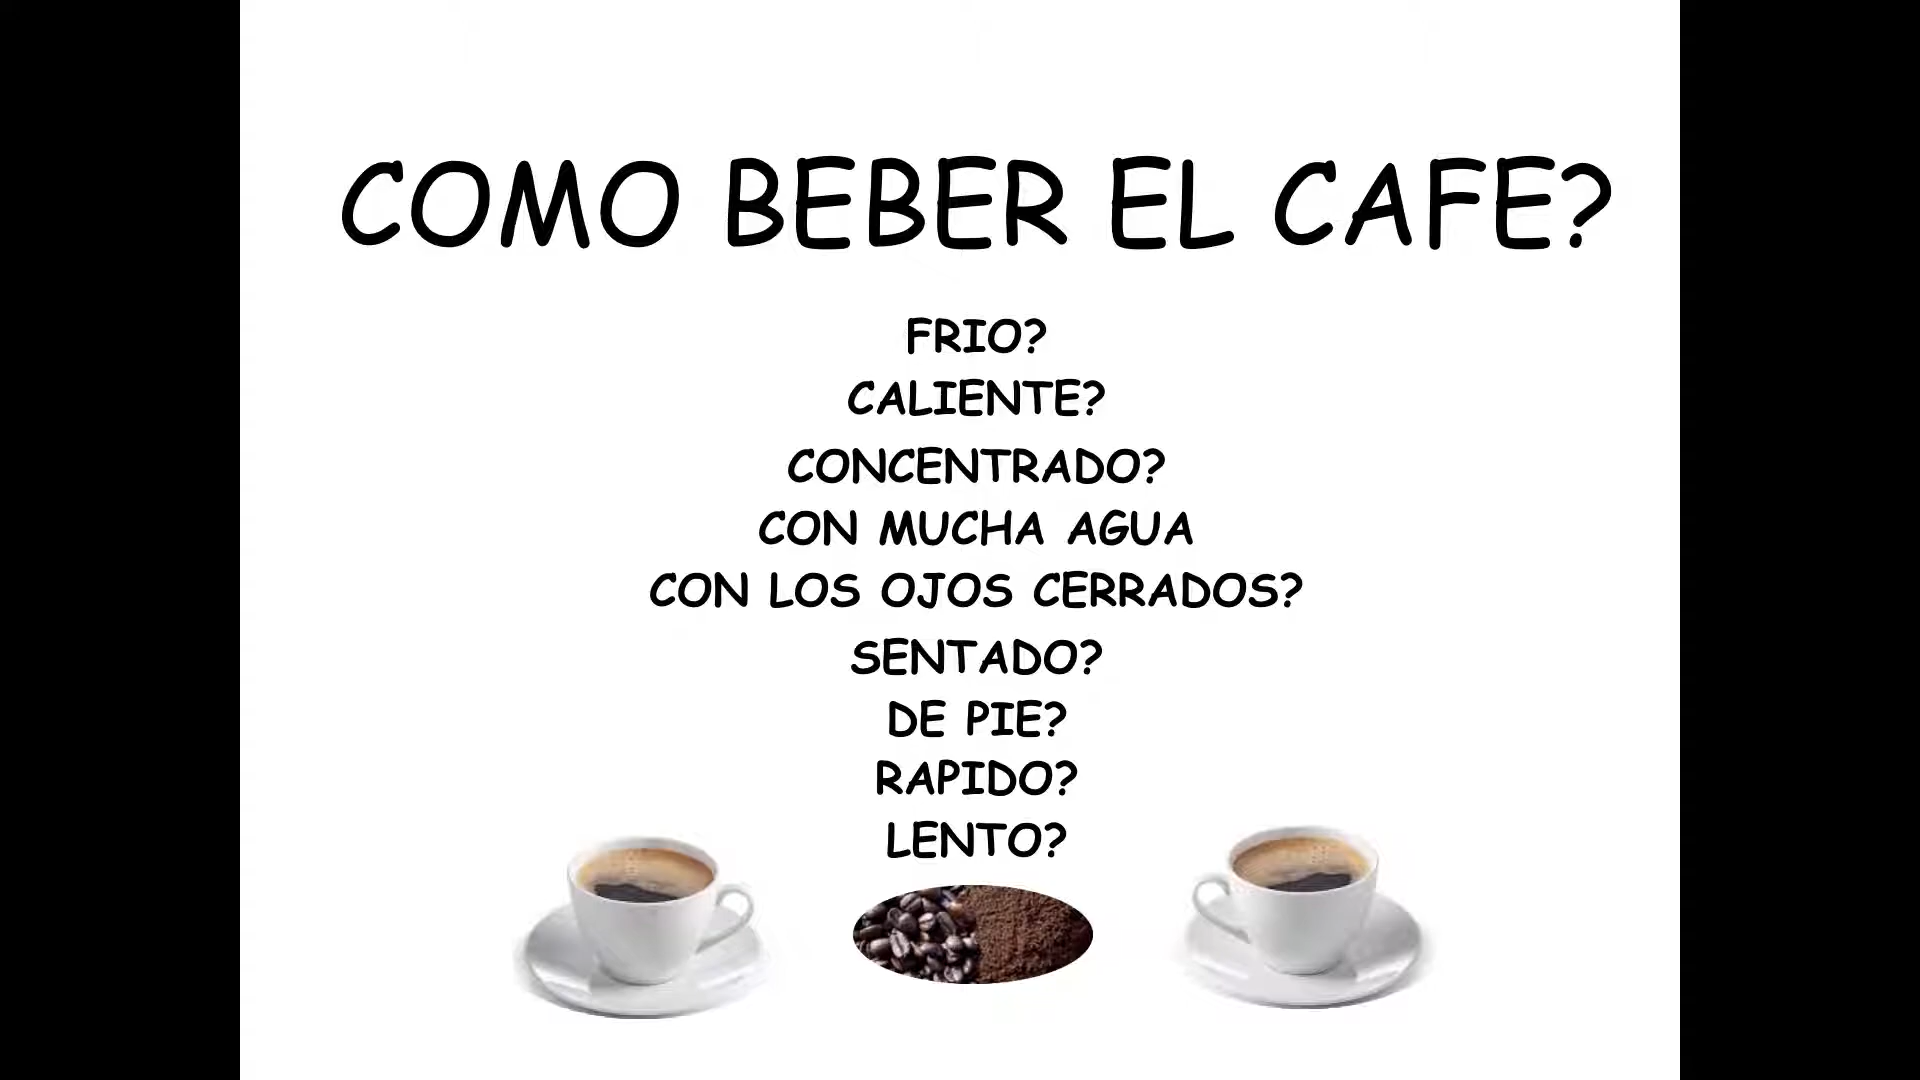 COMO BEBER EL CAFE?
FRIO?
CALIENTE?
CONCENTRADO?
CON MUCHA AGUA
CON LOS OJOS CERRADOS?
SENTADO?
DE PIE?
RAPIDO?
LENTO?